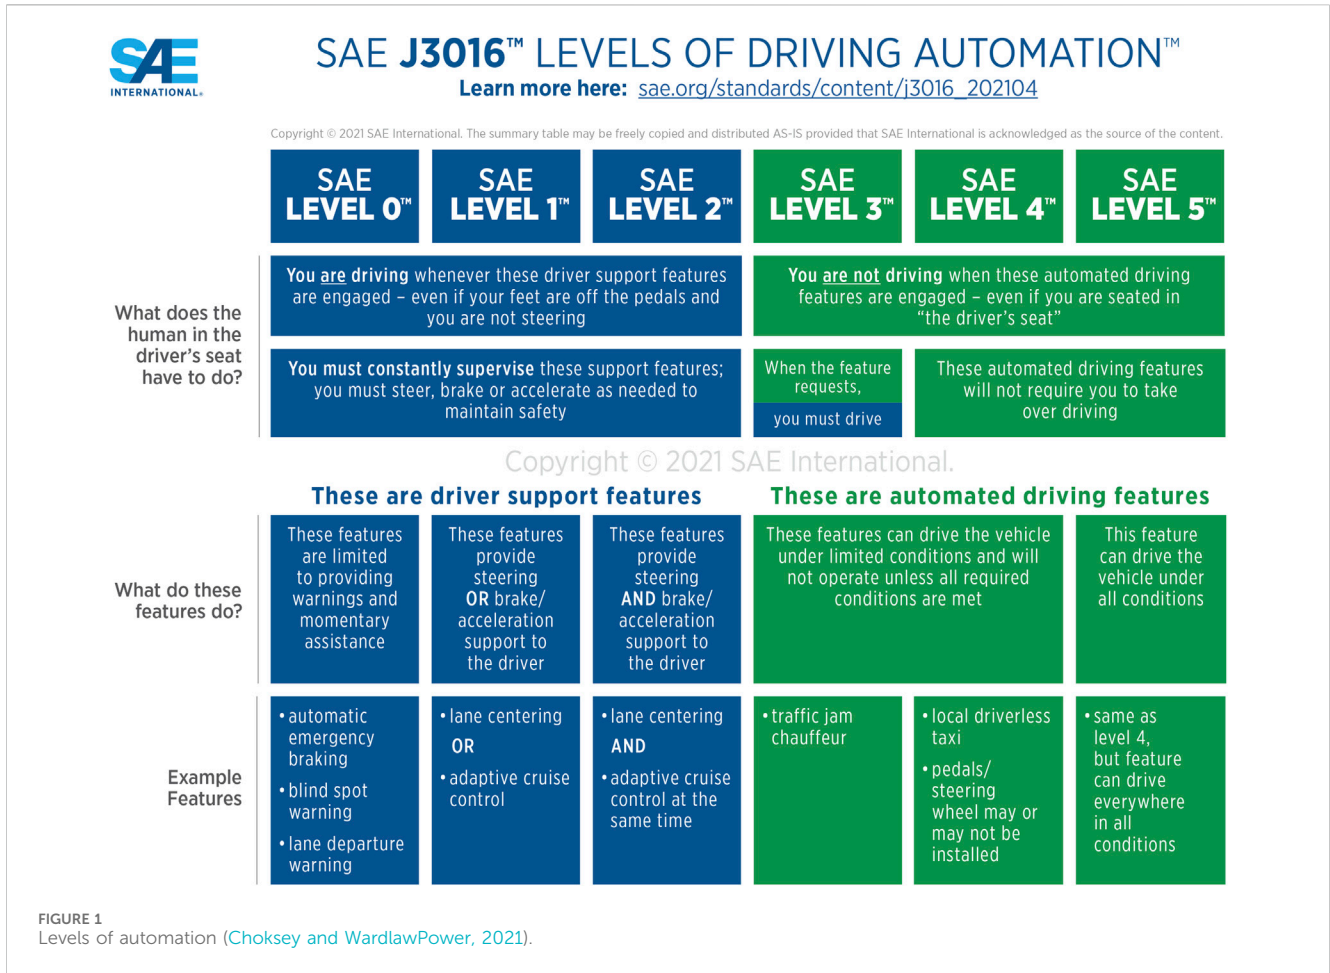 SAE
INTERNATIONAL®
SAE J3016™ LEVELS OF DRIVING AUTOMATION™
Learn more here: sae.org/standards/content/j3016_202104
Copyright © 2021 SAE International. The summary table may be freely copied and distributed AS-IS provided that SAE International is acknowledged as the source of the content.
SAE
LEVEL 0™
SAE
LEVEL 1™
SAE
LEVEL 2™
SAE
LEVEL 3™
SAE
LEVEL 4™
SAE
LEVEL 5™
What does the
human in the
driver's seat
have to do?
You are driving whenever these driver support features
are engaged – even if your feet are off the pedals and
you are not steering
You are not driving when these automated driving
features are engaged – even if you are seated in
“the driver's seat”
You must constantly supervise these support features;
you must steer, brake or accelerate as needed to
maintain safety
When the feature
requests,
you must drive
These automated driving features
will not require you to take
over driving
Copyright © 2021 SAE International.
These are driver support features
These are automated driving features
What do these
features do?
These features
are limited
to providing
warnings and
momentary
assistance
These features
provide
steering
OR brake/
acceleration
support to
the driver
These features
provide
steering
AND brake/
acceleration
support to
the driver
These features can drive the vehicle
under limited conditions and will
not operate unless all required
conditions are met
This feature
can drive the
vehicle under
all conditions
Example
Features
• automatic
emergency
braking
• blind spot
warning
• lane departure
warning
• lane centering
OR
• adaptive cruise
control
• lane centering
AND
• adaptive cruise
control at the
same time
• traffic jam
chauffeur
• local driverless
taxi
• pedals/
steering
wheel may or
may not be
installed
• same as
level 4,
but feature
can drive
everywhere
in all
conditions
FIGURE 1
Levels of automation (Choksey and WardlawPower, 2021).